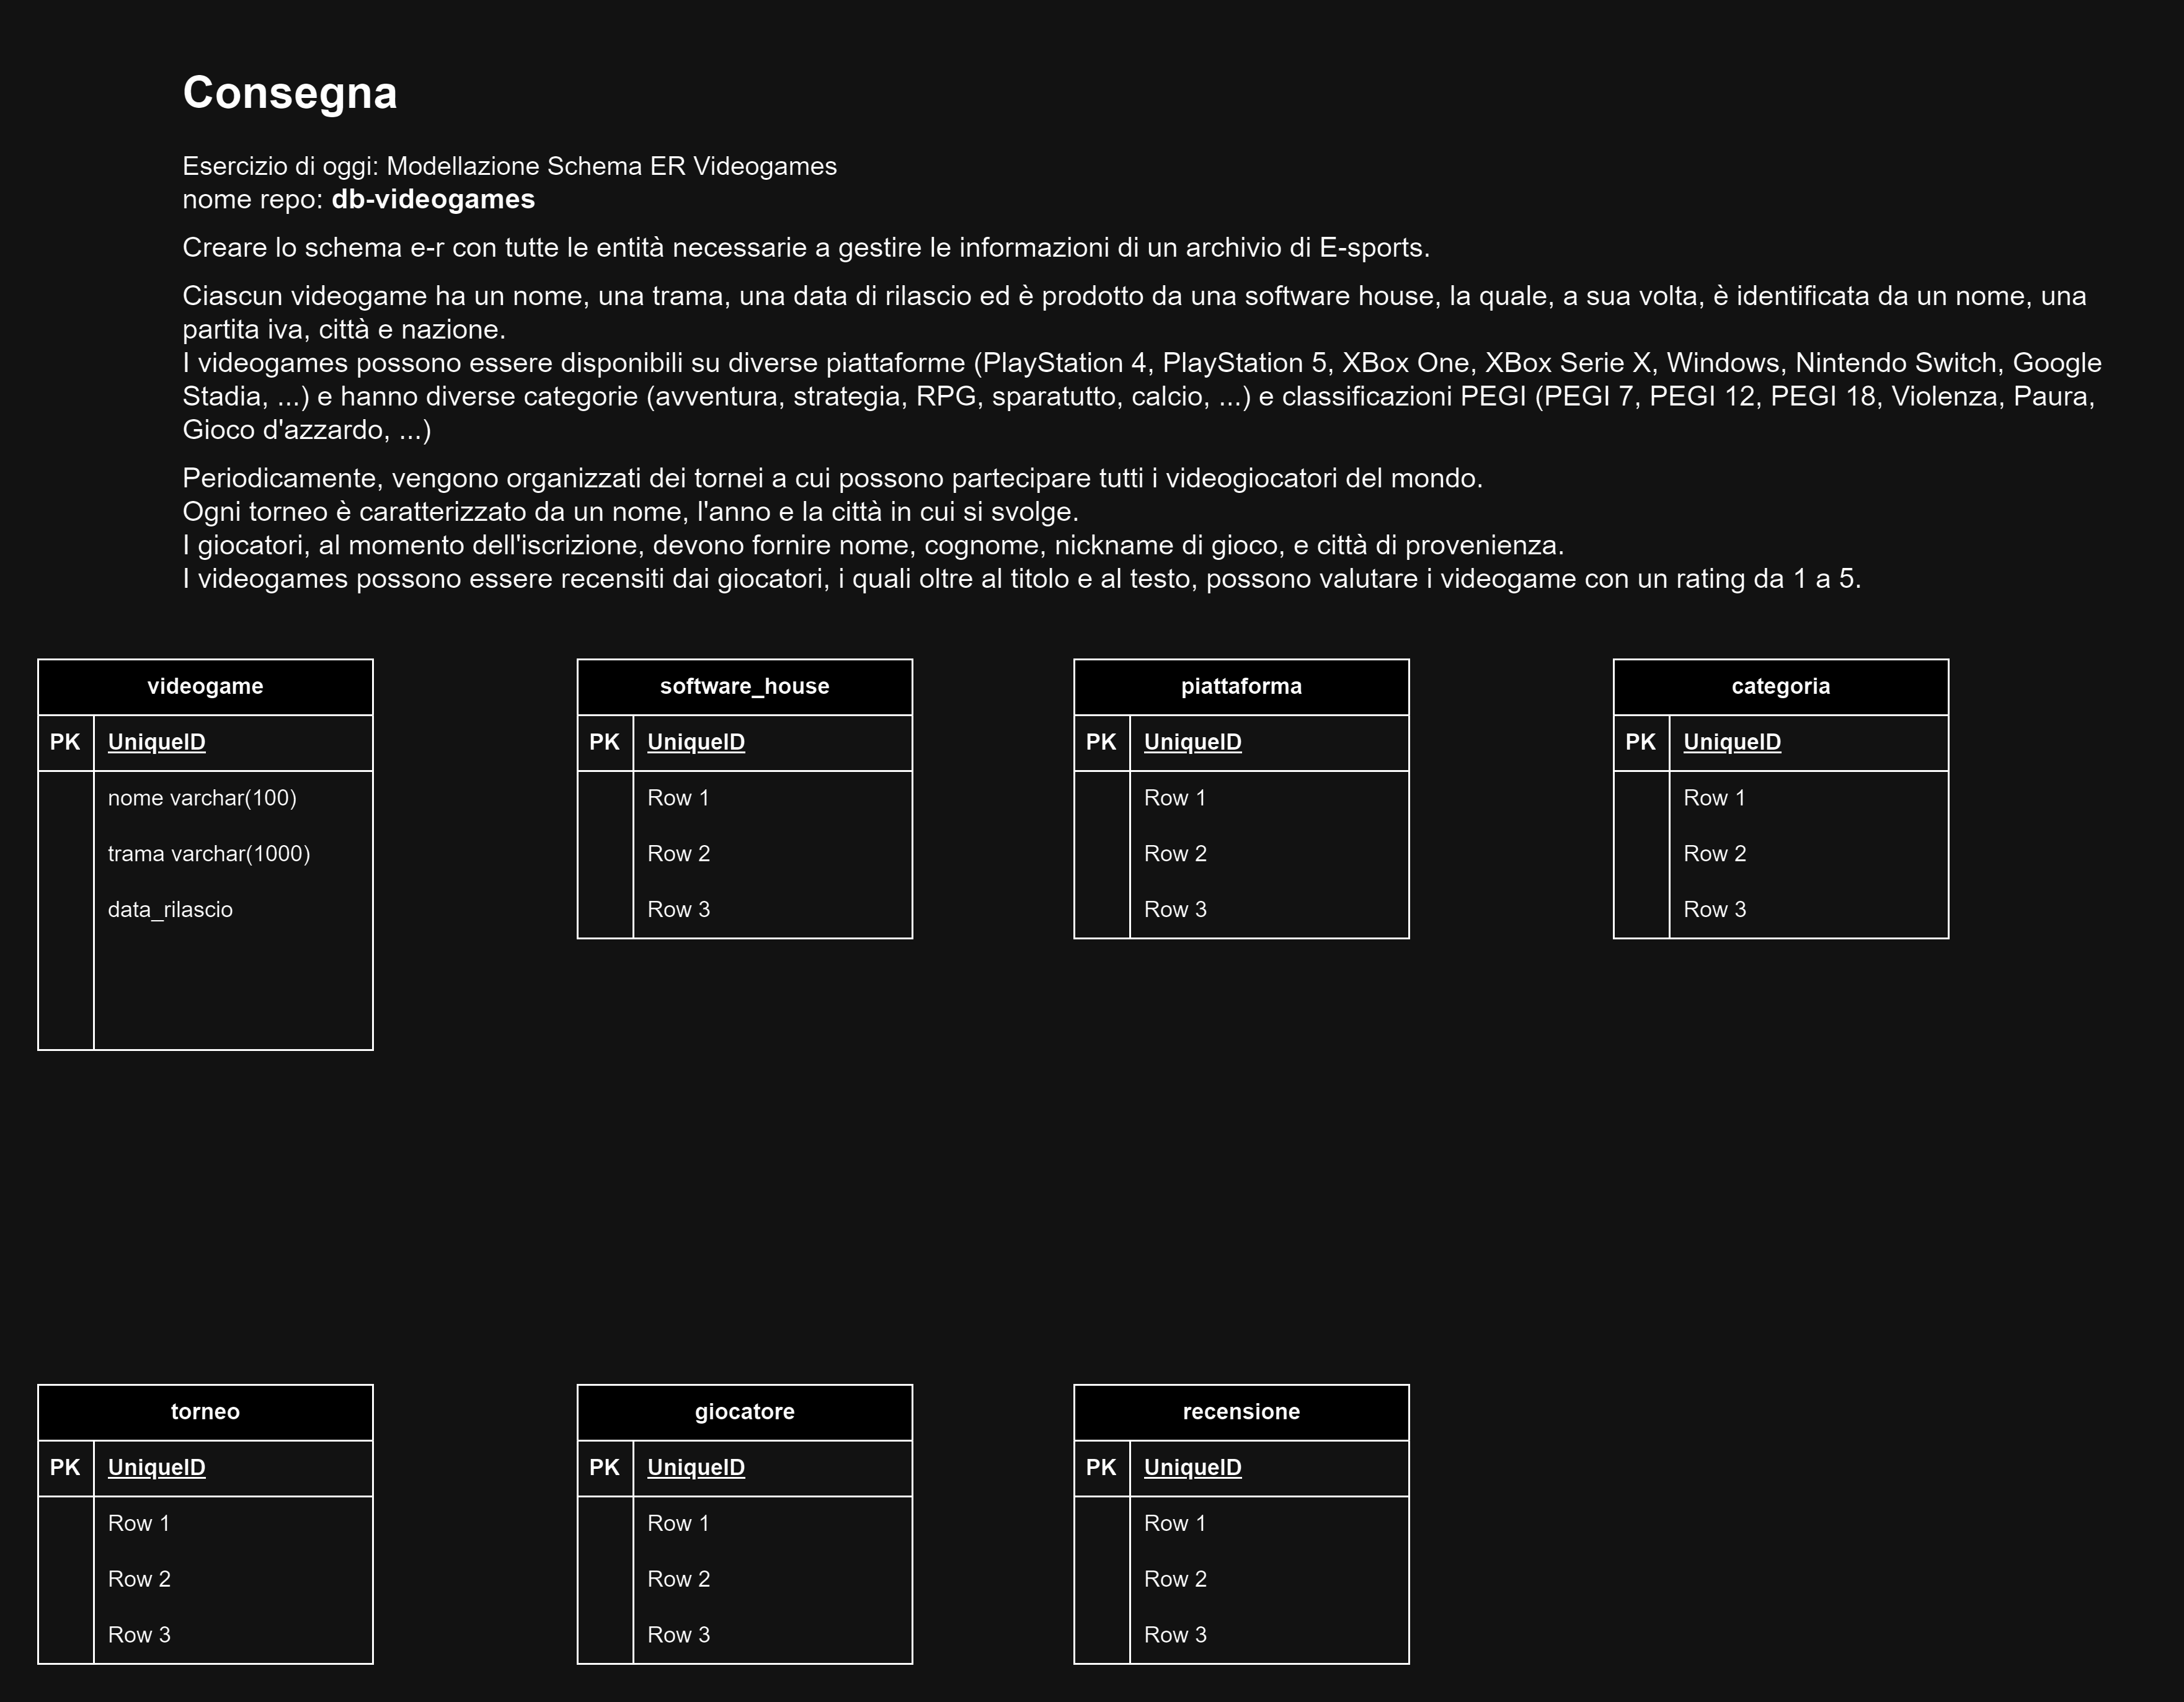 Consegna
Esercizio di oggi: Modellazione Schema ER Videogames
nome repo: db-videogames
Creare lo schema e-r con tutte le entità necessarie a gestire le informazioni di un archivio di E-sports.
Ciascun videogame ha un nome, una trama, una data di rilascio ed è prodotto da una software house, la quale, a sua volta, è identificata da un nome, una
partita iva, città e nazione.
I videogames possono essere disponibili su diverse piattaforme (PlayStation 4, PlayStation 5, XBox One, XBox Serie X, Windows, Nintendo Switch, Google
Stadia, ...) e hanno diverse categorie (avventura, strategia, RPG, sparatutto, calcio, ...) e classificazioni PEGI (PEGI 7, PEGI 12, PEGI 18, Violenza, Paura,
Gioco d'azzardo, ...)
Periodicamente, vengono organizzati dei tornei a cui possono partecipare tutti i videogiocatori del mondo.
Ogni torneo è caratterizzato da un nome, l'anno e la città in cui si svolge.
I giocatori, al momento dell'iscrizione, devono fornire nome, cognome, nickname di gioco, e città di provenienza.
I videogames possono essere recensiti dai giocatori, i quali oltre al titolo e al testo, possono valutare i videogame con un rating da 1 a 5.
videogame
PK UniqueID
nome varchar(100)
trama varchar(1000)
data_rilascio
software_house
PK UniqueID
Row 1
Row 2
Row 3
piattaforma
PK UniqueID
Row 1
Row 2
Row 3
categoria
PK UniqueID
Row 1
Row 2
Row 3
torneo
PK UniqueID
Row 1
Row 2
Row 3
giocatore
PK UniqueID
Row 1
Row 2
Row 3
recensione
PK UniqueID
Row 1
Row 2
Row 3